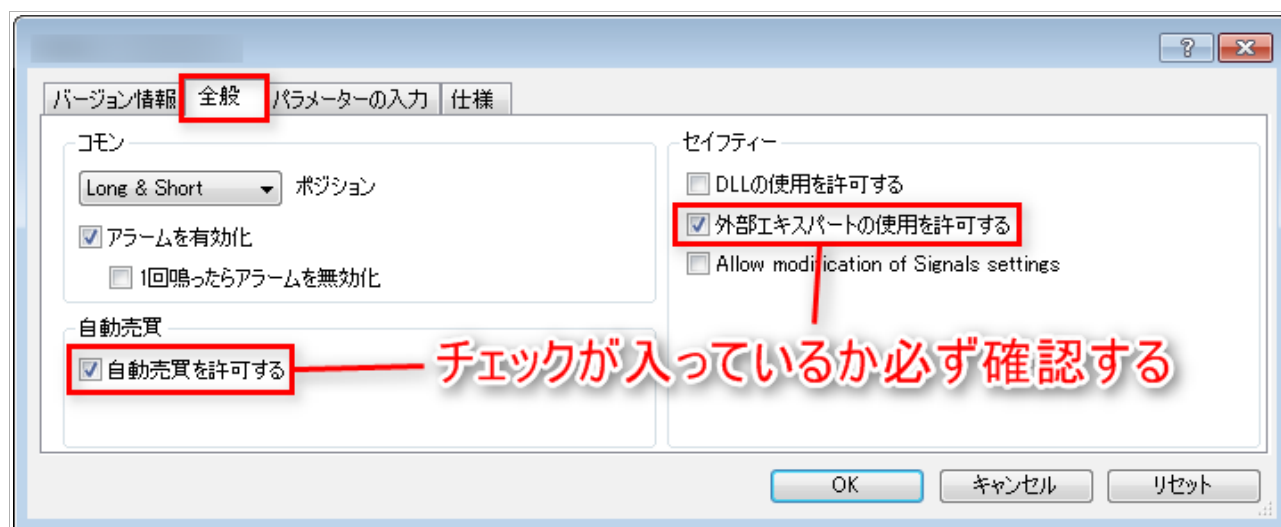 バージョン情報 全般 パラメーターの入力 仕様
コモン
Long & Short ポジション
アラームを有効化
1回鳴ったらアラームを無効化
自動売買
自動売買を許可する
セイフティー
DLLの使用を許可する
外部エキスパートの使用を許可する
Allow modification of Signals settings
チェックが入っているか必ず確認する
OK キャンセル リセット